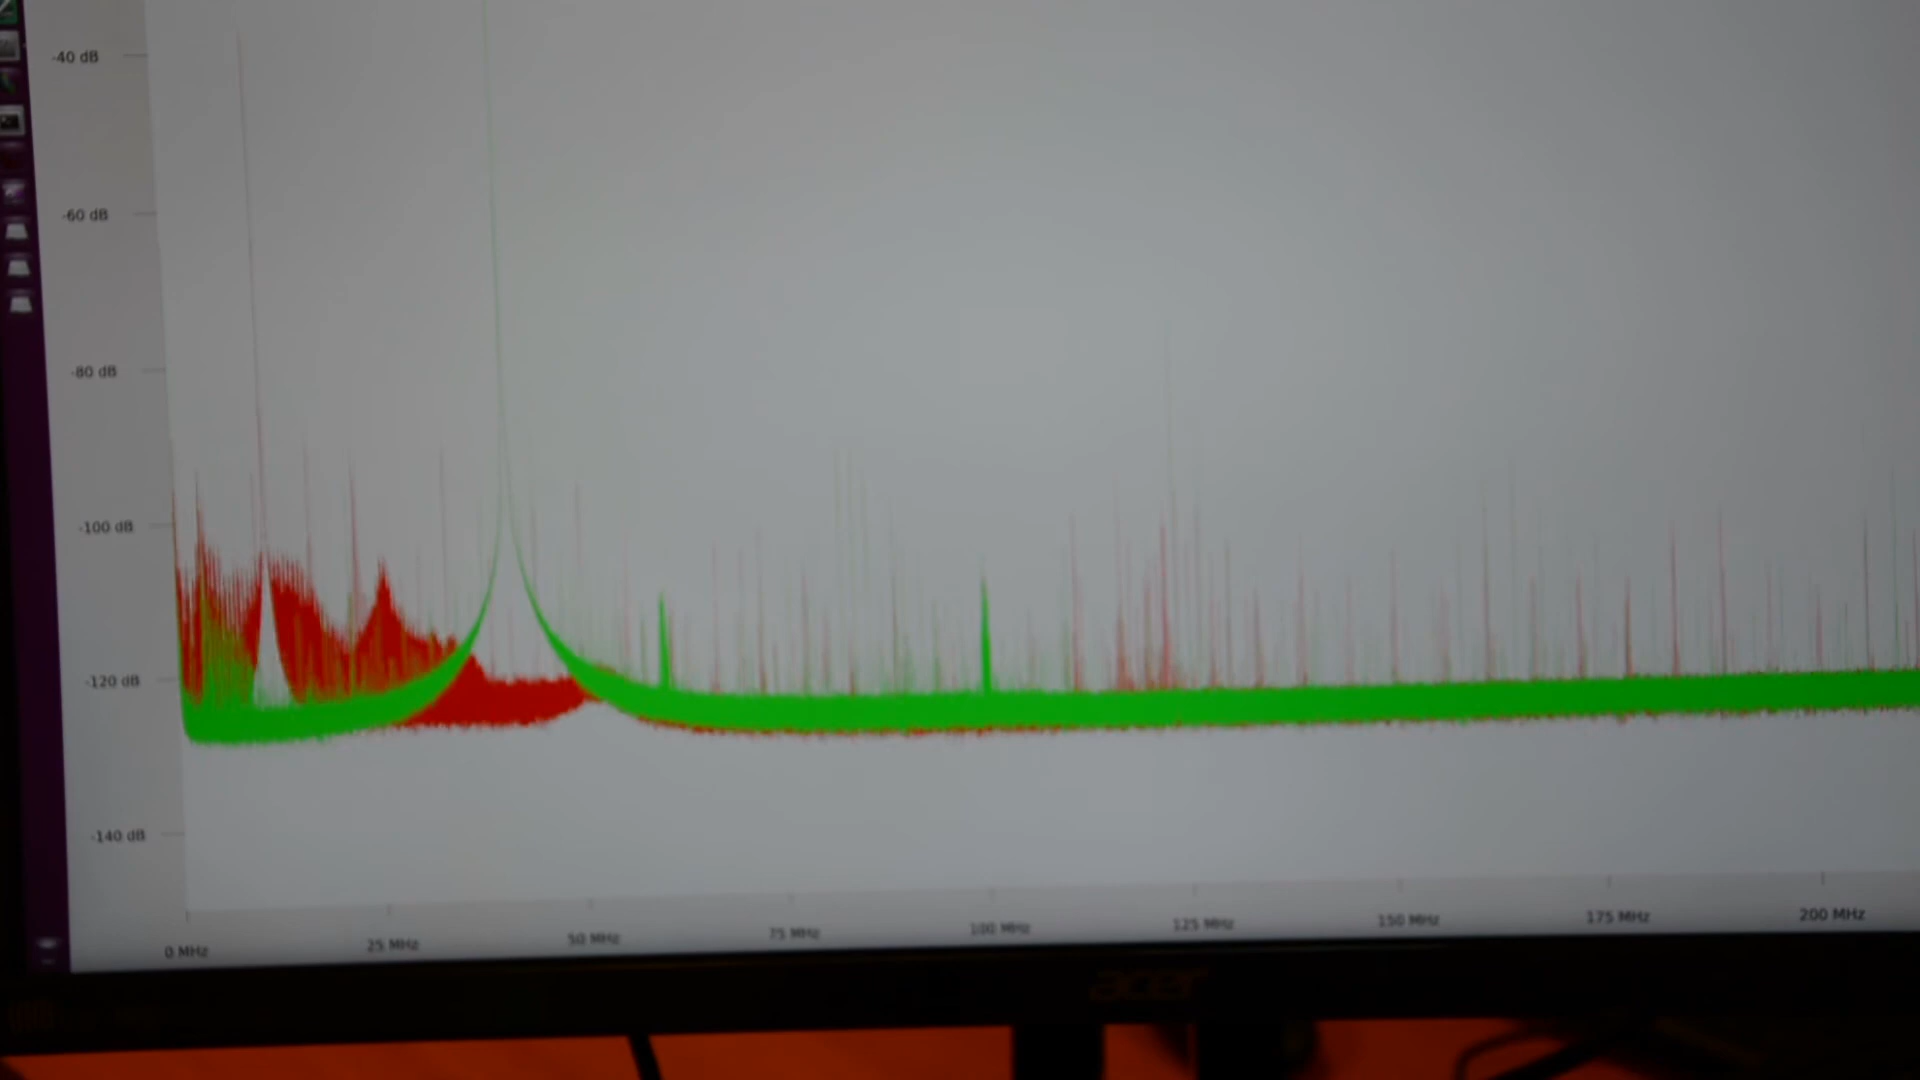 -40 dB
-60 dB
-80 dB
-100 dB
-120 dB
-140 dB
0 MHz 25 MHz 50 MHz 75 MHz 100 MHz 125 MHz 150 MHz 175 MHz 200 MHz
acer